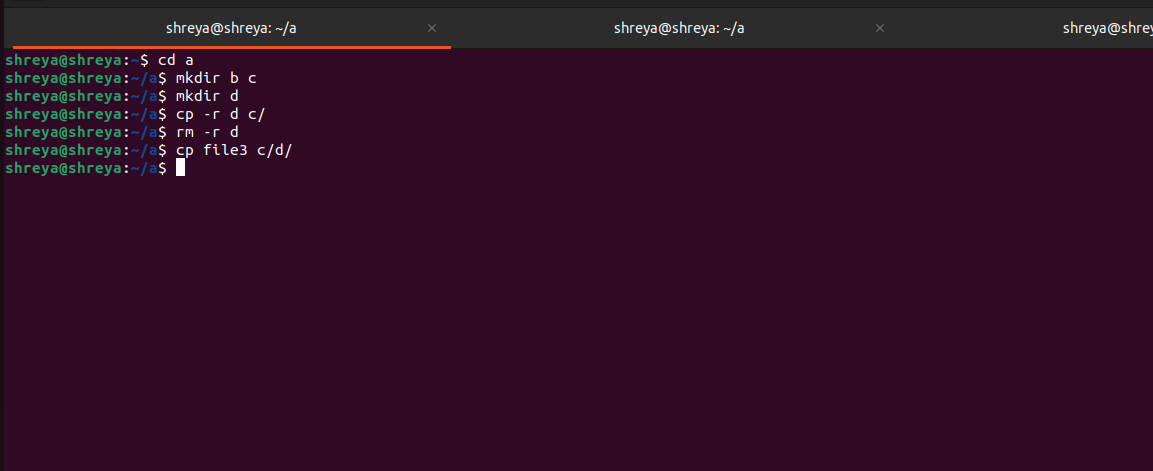 shreya@shreya: ~/a × shreya@shreya: ~/a × shreya@shrey
shreya@shreya:~$ cd a
shreya@shreya:~/a$ mkdir b c
shreya@shreya:~/a$ mkdir d
shreya@shreya:~/a$ cp -r d c/
shreya@shreya:~/a$ rm -r d
shreya@shreya:~/a$ cp file3 c/d/
shreya@shreya:~/a$